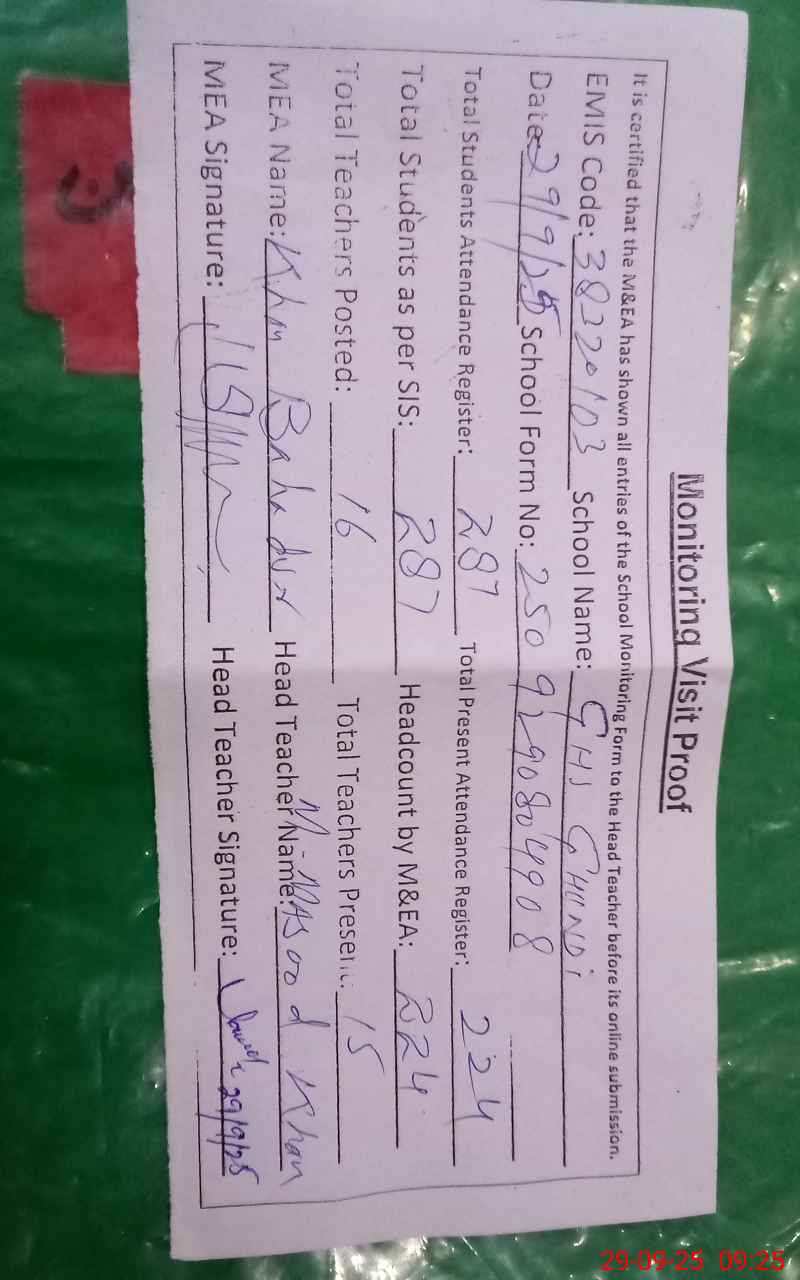 Monitoring Visit Proof
It is certified that the M&EA has shown all entries of the School Monitoring Form to the Head Teacher before its online submission.
EMIS Code: 38320103 School Name: GHS GHUNDi
Date: 29/9/25 School Form No: 2509290804908
Total Students Attendance Register: 287 Total Present Attendance Register: 224
Total Students as per SIS: 287 Headcount by M&EA: 224
Total Teachers Posted: 16 Total Teachers Present: 15
MEA Name: Khan Bahadur Head Teacher Name: M. MASood Khan
MEA Signature: Head Teacher Signature: 29/9/25
3
29-09-25 09:25